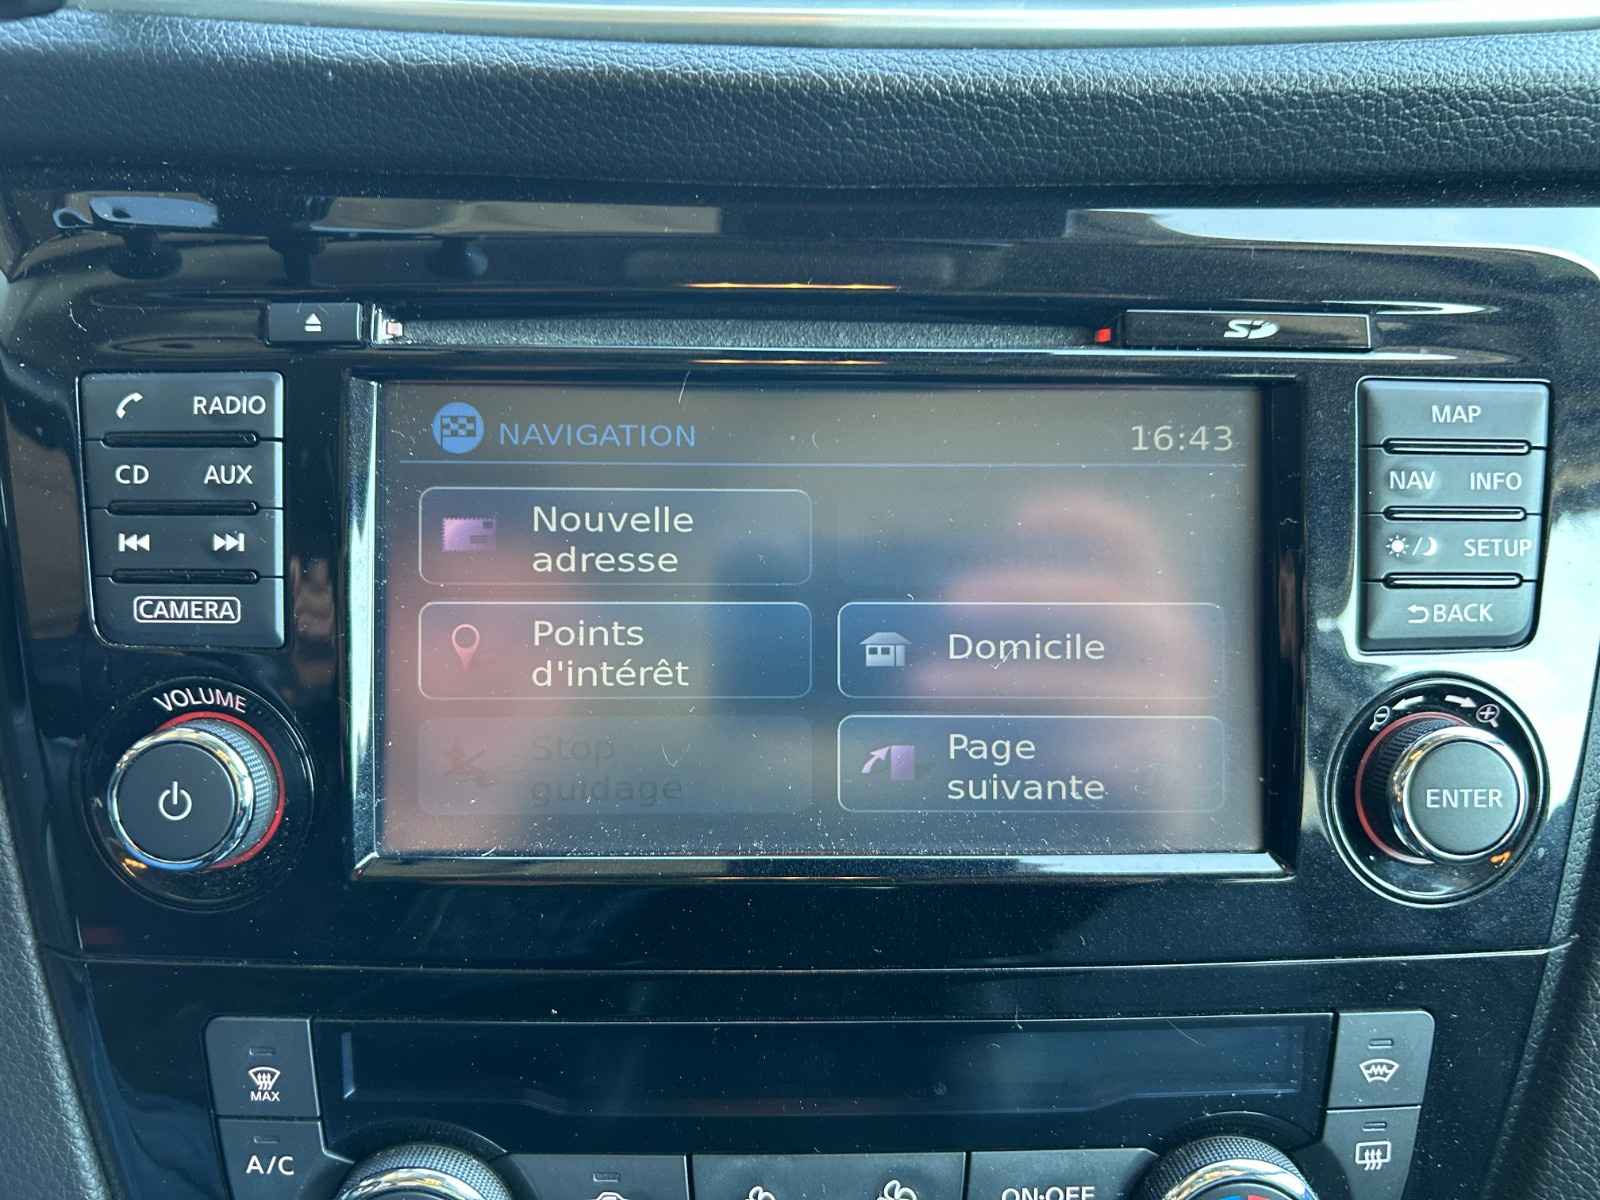 SD
RADIO
CD AUX
CAMERA
VOLUME
NAVIGATION 16:43
Nouvelle
adresse
Points
d'intérêt
Domicile
Stop
guidage
Page
suivante
MAP
NAV INFO
SETUP
BACK
ENTER
MAX
A/C
ON·OFF